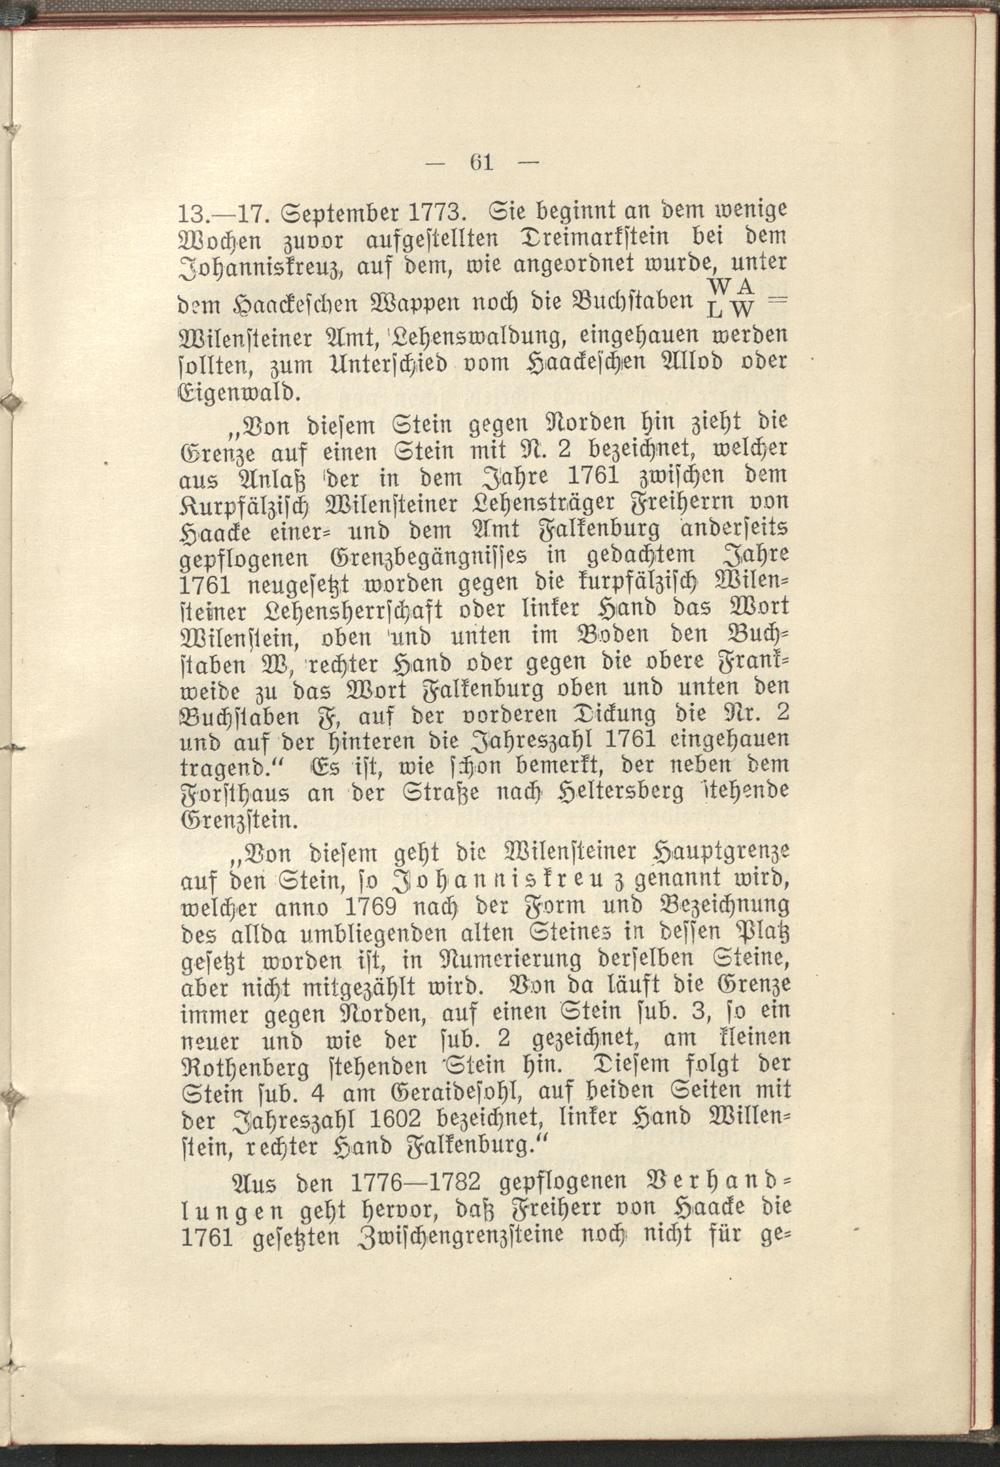 — 61 —
13.—17. September 1773. Sie beginnt an dem wenige
Wochen zuvor aufgestellten Dreimarkstein bei dem
Johanniskreuz, auf dem, wie angeordnet wurde, unter
dem Haackeschen Wappen noch die Buchstaben W A L W =
Wilensteiner Amt, Lehenswaldung, eingehauen werden
sollten, zum Unterschied vom Haackeschen Allod oder
Eigenwald.
„Von diesem Stein gegen Norden hin zieht die
Grenze auf einen Stein mit N. 2 bezeichnet, welcher
aus Anlaß der in dem Jahre 1761 zwischen dem
Kurpfälzisch Wilensteiner Lehensträger Freiherrn von
Haacke einer- und dem Amt Falkenburg anderseits
gepflogenen Grenzbegängnisses in gedachtem Jahre
1761 neugesetzt worden gegen die kurpfälzisch Wilen-
steiner Lehensherrschaft oder linker Hand das Wort
Wilenstein, oben und unten im Boden den Buch-
staben W, rechter Hand oder gegen die obere Frank-
weide zu das Wort Falkenburg oben und unten den
Buchstaben F, auf der vorderen Dickung die Nr. 2
und auf der hinteren die Jahreszahl 1761 eingehauen
tragend.“ Es ist, wie schon bemerkt, der neben dem
Forsthaus an der Straße nach Heltersberg stehende
Grenzstein.
„Von diesem geht die Wilensteiner Hauptgrenze
auf den Stein, so Johanniskreuz genannt wird,
welcher anno 1769 nach der Form und Bezeichnung
des allda umbliegenden alten Steines in dessen Platz
gesetzt worden ist, in Numerierung derselben Steine,
aber nicht mitgezählt wird. Von da läuft die Grenze
immer gegen Norden, auf einen Stein sub. 3, so ein
neuer und wie der sub. 2 gezeichnet, am kleinen
Rothenberg stehenden Stein hin. Diesem folgt der
Stein sub. 4 am Geraidesohl, auf beiden Seiten mit
der Jahreszahl 1602 bezeichnet, linker Hand Willen-
stein, rechter Hand Falkenburg.“
Aus den 1776—1782 gepflogenen Verhand-
lungen geht hervor, daß Freiherr von Haacke die
1761 gesetzten Zwischengrenzsteine noch nicht für ge-